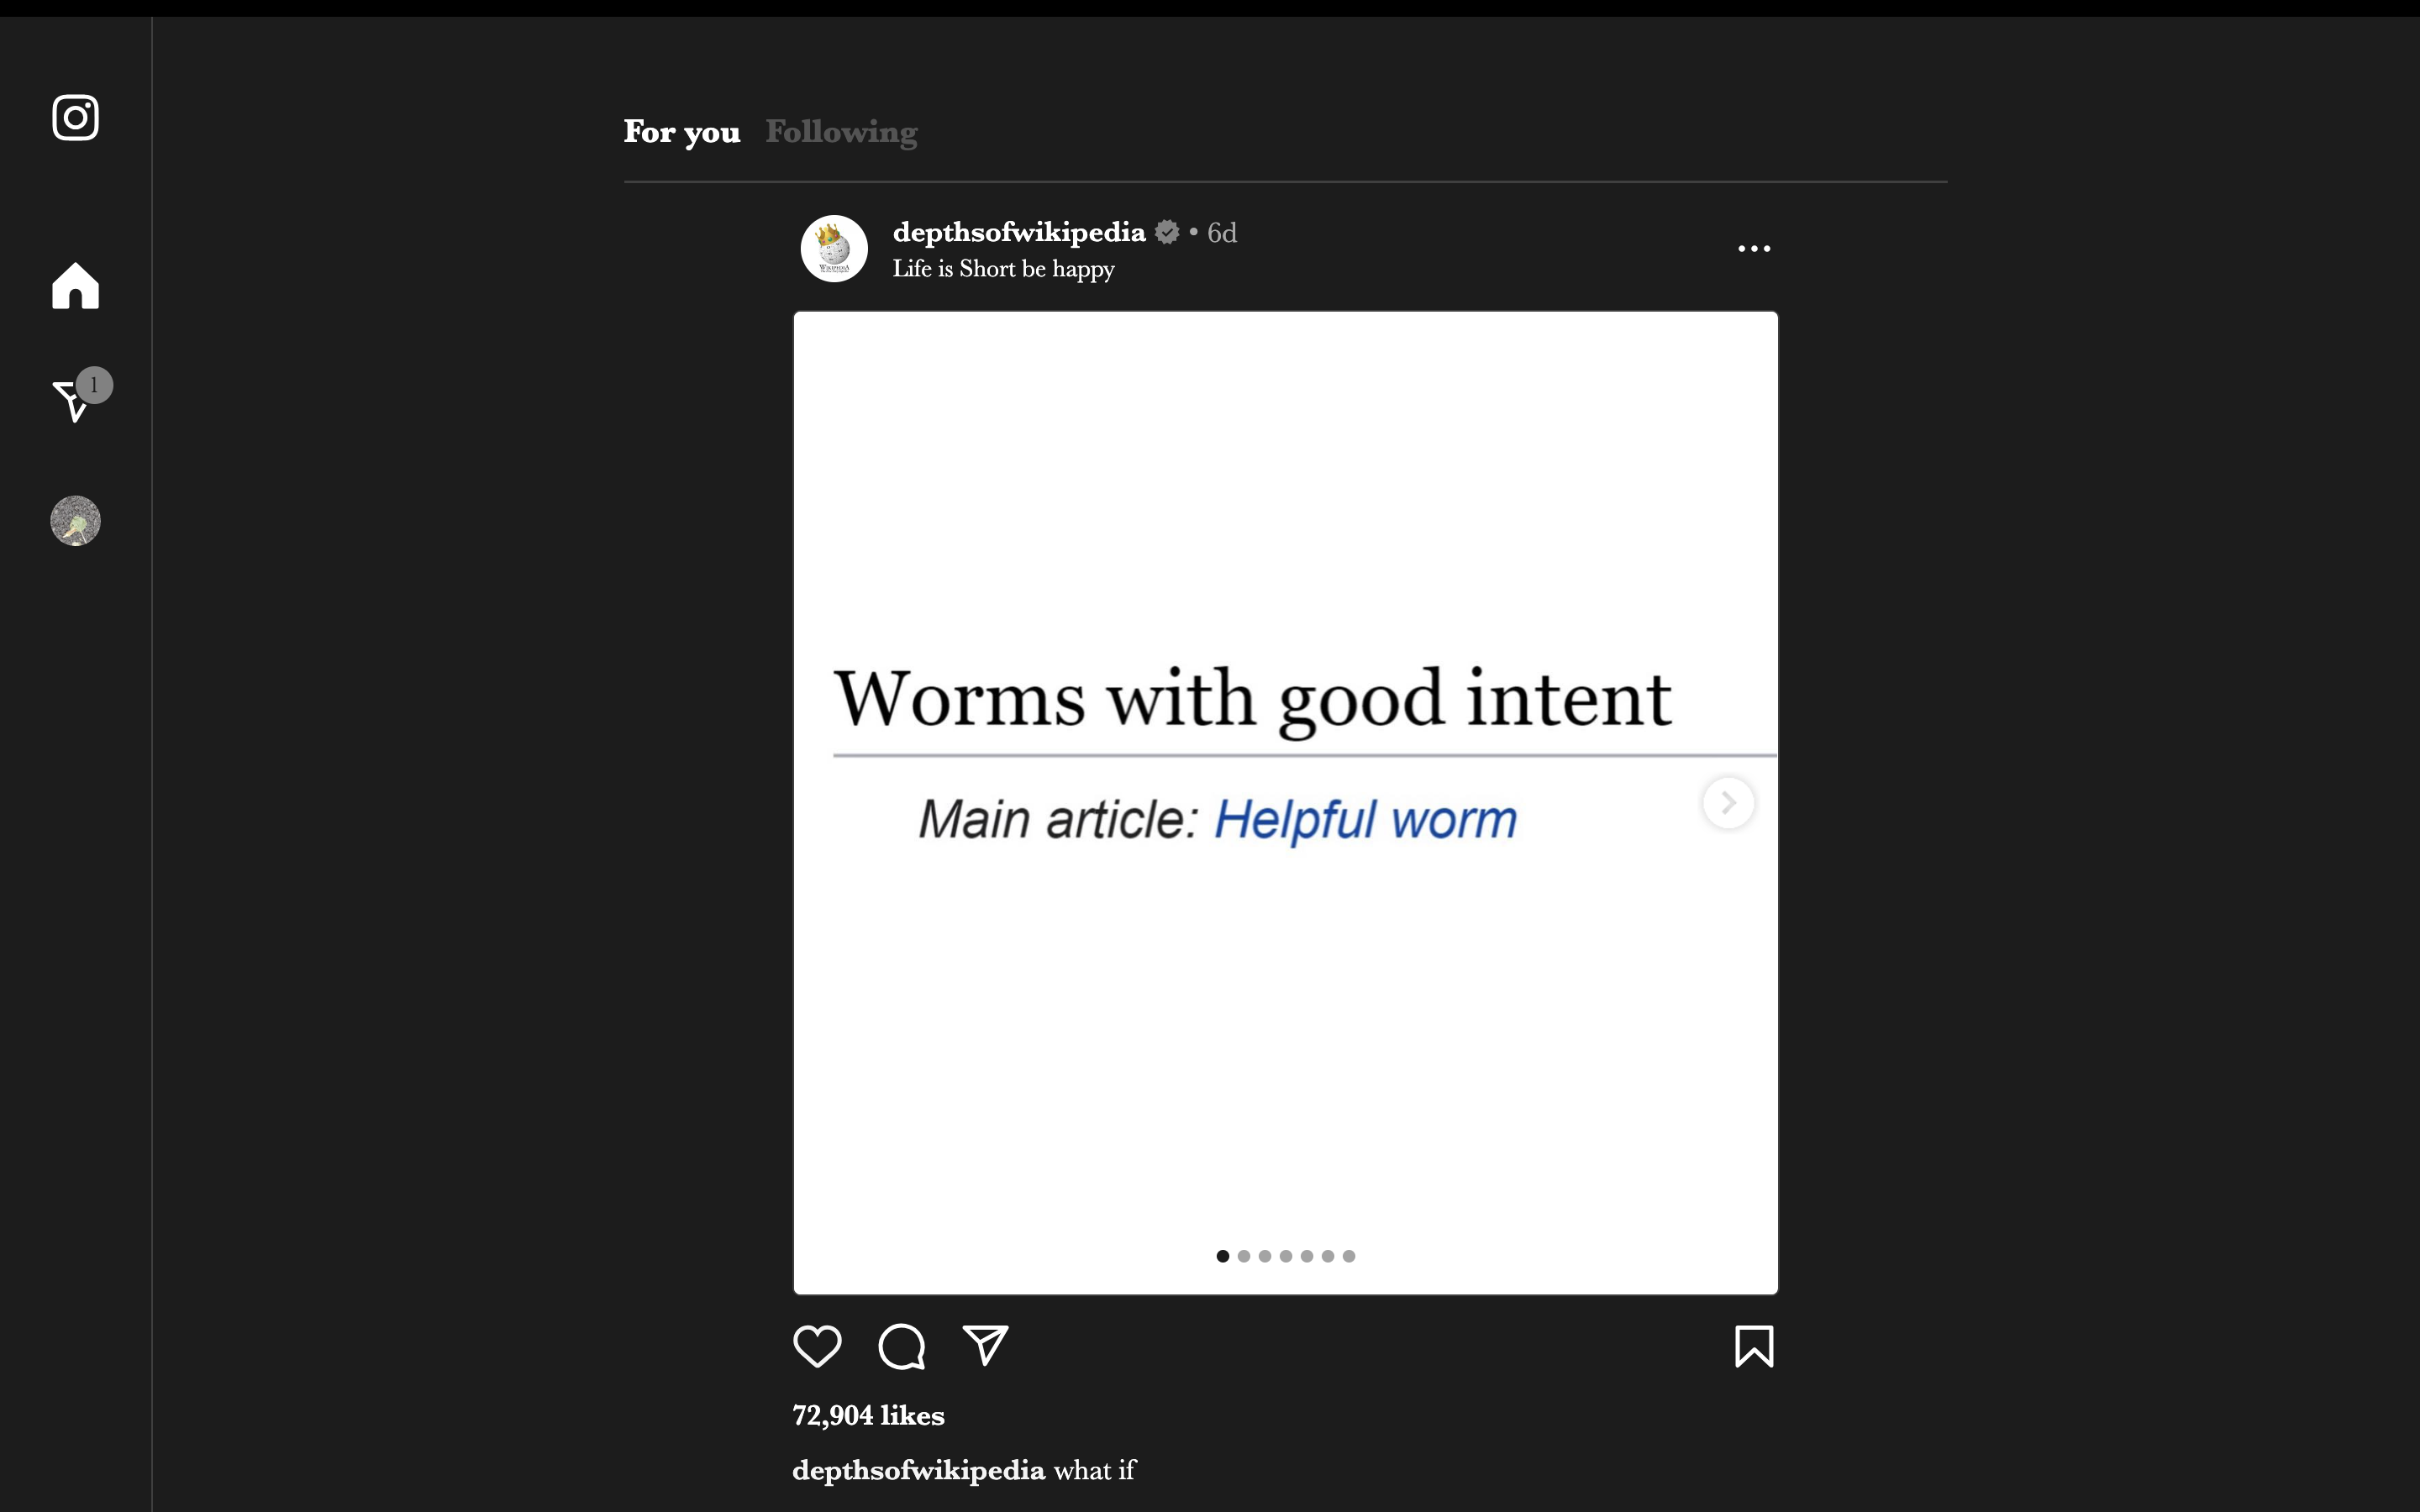 For you Following
depthsofwikipedia • 6d
Life is Short be happy
1
Worms with good intent
Main article: Helpful worm
72,904 likes
depthsofwikipedia what if